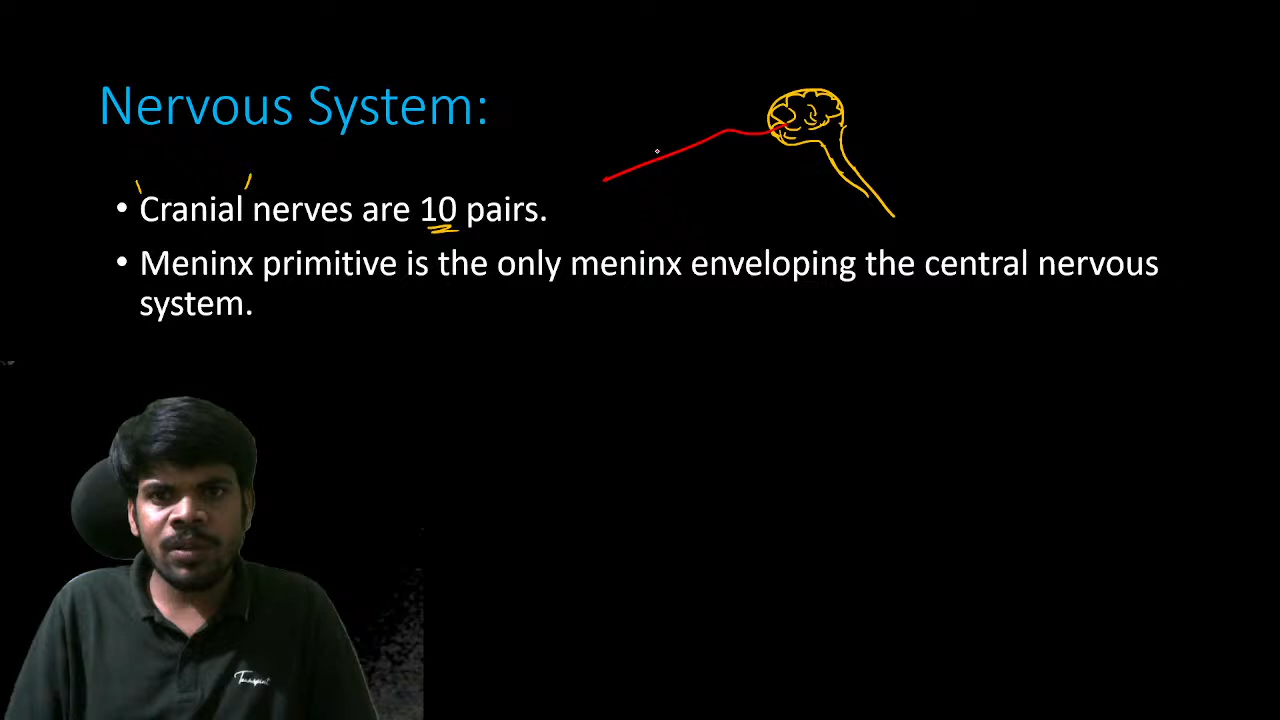 Nervous System:
• Cranial nerves are 10 pairs.
• Meninx primitive is the only meninx enveloping the central nervous
system.